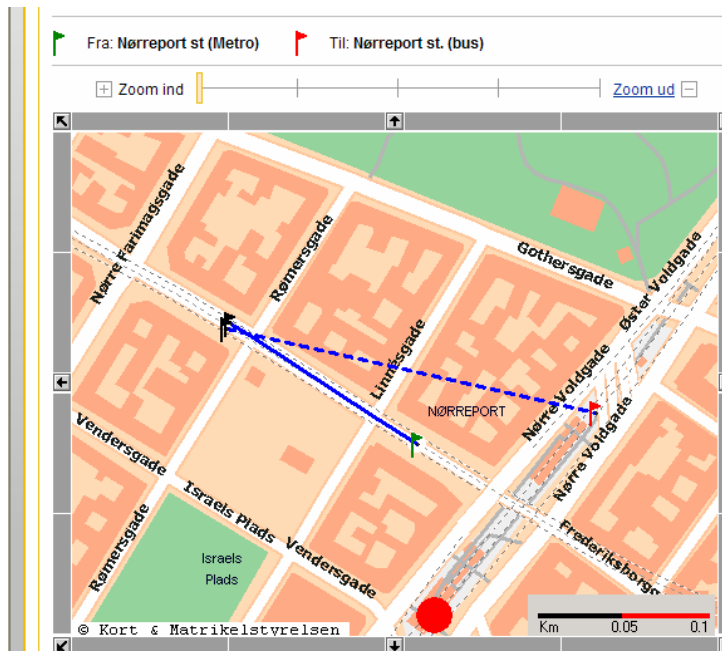 Fra: Nørreport st (Metro) Til: Nørreport st. (bus)
Zoom ind Zoom ud
Nørre Farimagsgade
Rømersgade
Gothersgade
Øster Voldgade
Linnésgade
Nørre Voldgade
NØRREPORT
Nørre Voldgade
Vendersgade
Israels Plads
Vendersgade
Rømersgade
Israels
Plads
Frederiksborgg
© Kort & Matrikelstyrelsen
Km 0.05 0.1